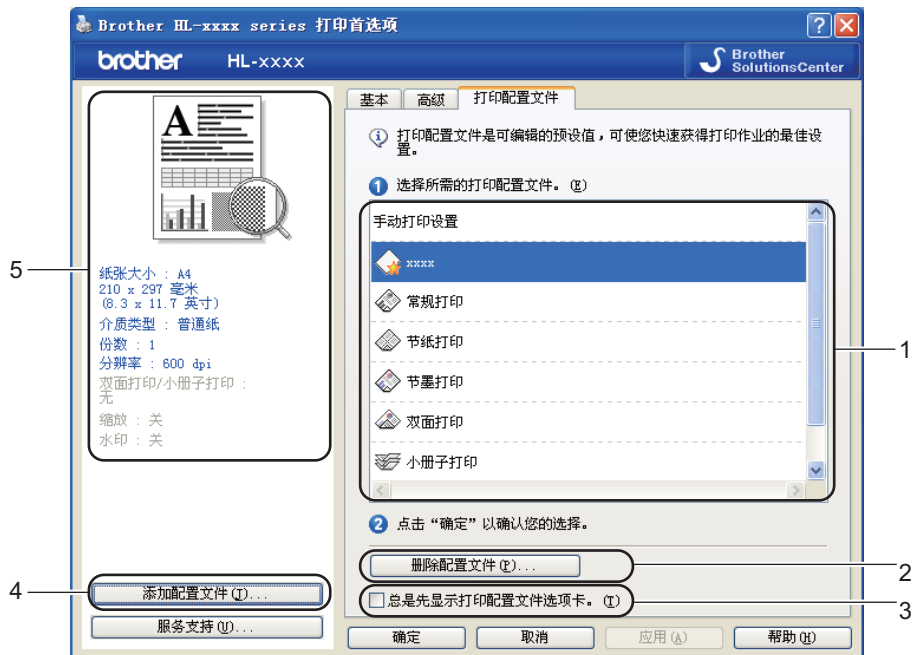 Brother HL-xxxx series 打印首选项
brother HL-xxxx
Brother
SolutionsCenter
A
5
纸张大小 : A4
210 x 297 毫米
(8.3 x 11.7 英寸)
介质类型 : 普通纸
份数 : 1
分辨率 : 600 dpi
双面打印/小册子打印 :
无
缩放 : 关
水印 : 关
4
添加配置文件(I)...
服务支持(U)...
基本 高级 打印配置文件
打印配置文件是可编辑的预设值,可使您快速获得打印作业的最佳设
置。
1 选择所需的打印配置文件。 (E)
手动打印设置
xxxx
常规打印
节纸打印
节墨打印
双面打印
小册子打印
1
2 点击“确定”以确认您的选择。
删除配置文件(P)...
2
总是先显示打印配置文件选项卡。 (T)
3
确定 取消 应用(A) 帮助(H)